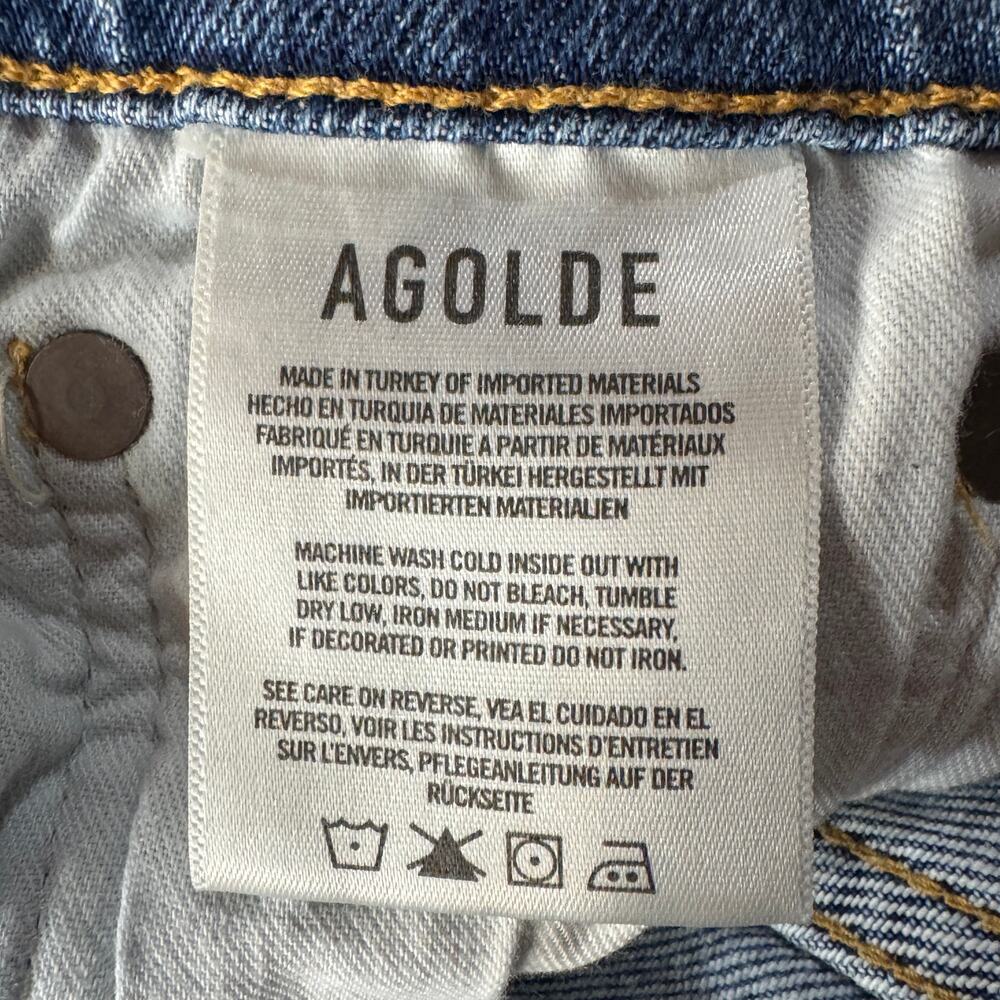 AGOLDE
MADE IN TURKEY OF IMPORTED MATERIALS
HECHO EN TURQUIA DE MATERIALES IMPORTADOS
FABRIQUÉ EN TURQUIE A PARTIR DE MATÉRIAUX
IMPORTÉS, IN DER TÜRKEI HERGESTELLT MIT
IMPORTIERTEN MATERIALIEN
MACHINE WASH COLD INSIDE OUT WITH
LIKE COLORS, DO NOT BLEACH, TUMBLE
DRY LOW, IRON MEDIUM IF NECESSARY,
IF DECORATED OR PRINTED DO NOT IRON.
SEE CARE ON REVERSE, VEA EL CUIDADO EN EL
REVERSO, VOIR LES INSTRUCTIONS D'ENTRETIEN
SUR L'ENVERS, PFLEGEANLEITUNG AUF DER
RÜCKSEITE